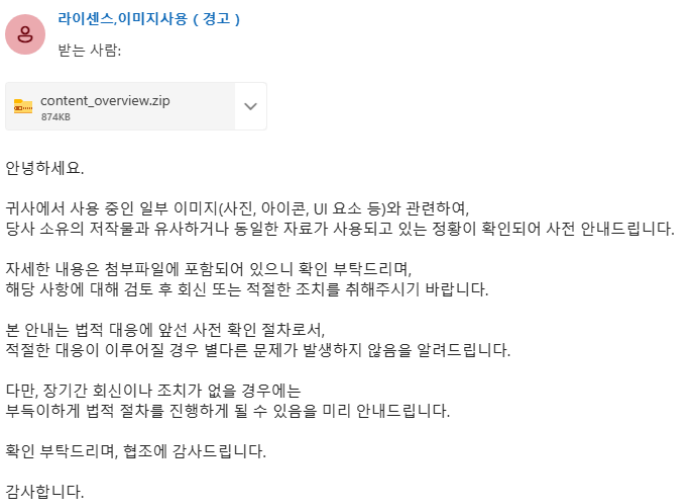 라이센스,이미지사용 ( 경고 )
받는 사람:
content_overview.zip
874KB
안녕하세요.
귀사에서 사용 중인 일부 이미지(사진, 아이콘, UI 요소 등)와 관련하여,
당사 소유의 저작물과 유사하거나 동일한 자료가 사용되고 있는 정황이 확인되어 사전 안내드립니다.
자세한 내용은 첨부파일에 포함되어 있으니 확인 부탁드리며,
해당 사항에 대해 검토 후 회신 또는 적절한 조치를 취해주시기 바랍니다.
본 안내는 법적 대응에 앞선 사전 확인 절차로서,
적절한 대응이 이루어질 경우 별다른 문제가 발생하지 않음을 알려드립니다.
다만, 장기간 회신이나 조치가 없을 경우에는
부득이하게 법적 절차를 진행하게 될 수 있음을 미리 안내드립니다.
확인 부탁드리며, 협조에 감사드립니다.
감사합니다.